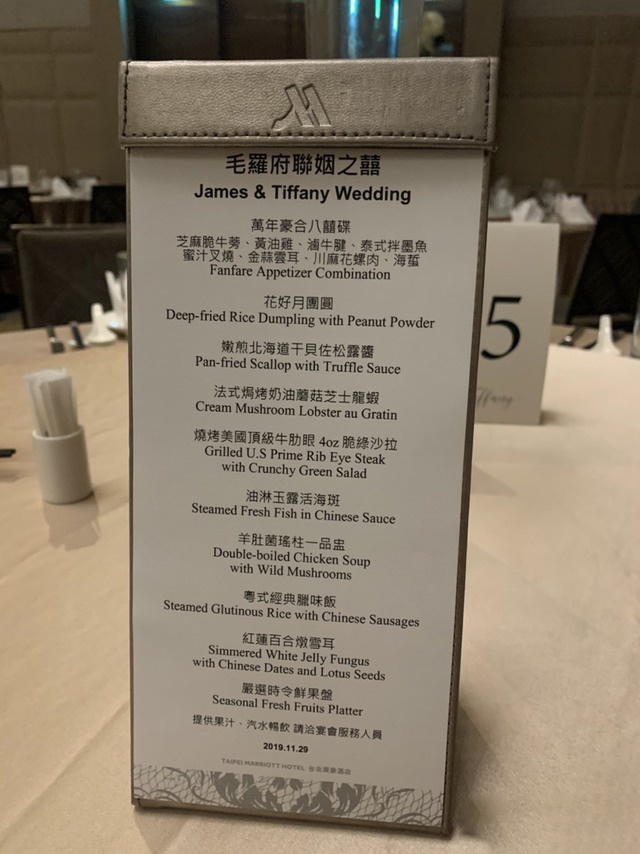 毛羅府聯姻之囍
James & Tiffany Wedding
萬年豪合八囍碟
芝麻脆牛蒡、黃油雞、滷牛腱、泰式拌墨魚
蜜汁叉燒、金蒜雲耳、川麻花螺肉、海蜇
Fanfare Appetizer Combination
花好月團圓
Deep-fried Rice Dumpling with Peanut Powder
嫩煎北海道干貝佐松露醬
Pan-fried Scallop with Truffle Sauce
法式焗烤奶油蘑菇芝士龍蝦
Cream Mushroom Lobster au Gratin
燒烤美國頂級牛肋眼 4oz 脆綠沙拉
Grilled U.S Prime Rib Eye Steak
with Crunchy Green Salad
油淋玉露活海斑
Steamed Fresh Fish in Chinese Sauce
羊肚菌瑤柱一品盅
Double-boiled Chicken Soup
with Wild Mushrooms
粵式經典臘味飯
Steamed Glutinous Rice with Chinese Sausages
紅蓮百合燉雪耳
Simmered White Jelly Fungus
with Chinese Dates and Lotus Seeds
嚴選時令鮮果盤
Seasonal Fresh Fruits Platter
提供果汁、汽水暢飲 請洽宴會服務人員
2019.11.29
TAIPEI MARRIOTT HOTEL 台北萬豪酒店
5